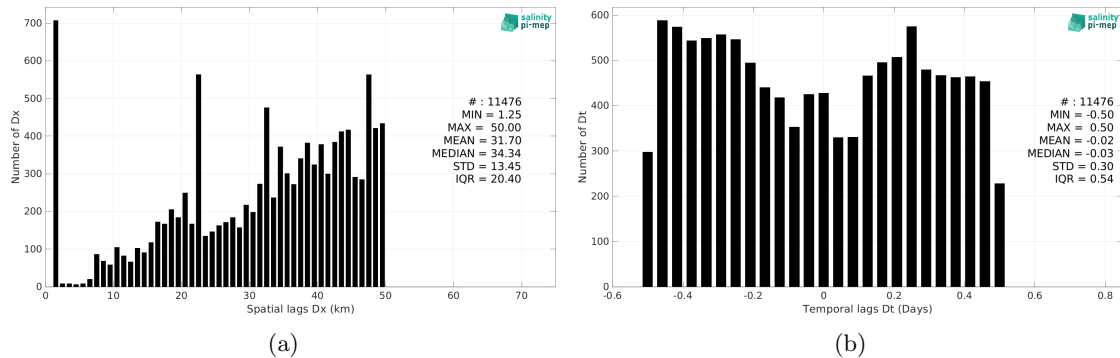 700
600
500
400
300
200
100
0
Number of Dx
0 10 20 30 40 50 60 70
Spatial lags Dx (km)
salinity
pi-mep
# : 11476
MIN = 1.25
MAX = 50.00
MEAN = 31.70
MEDIAN = 34.34
STD = 13.45
IQR = 20.40
(a)
600
500
400
300
200
100
0
Number of Dt
-0.6 -0.4 -0.2 0 0.2 0.4 0.6 0.8
Temporal lags Dt (Days)
salinity
pi-mep
# : 11476
MIN = -0.50
MAX = 0.50
MEAN = -0.02
MEDIAN = -0.03
STD = 0.30
IQR = 0.54
(b)